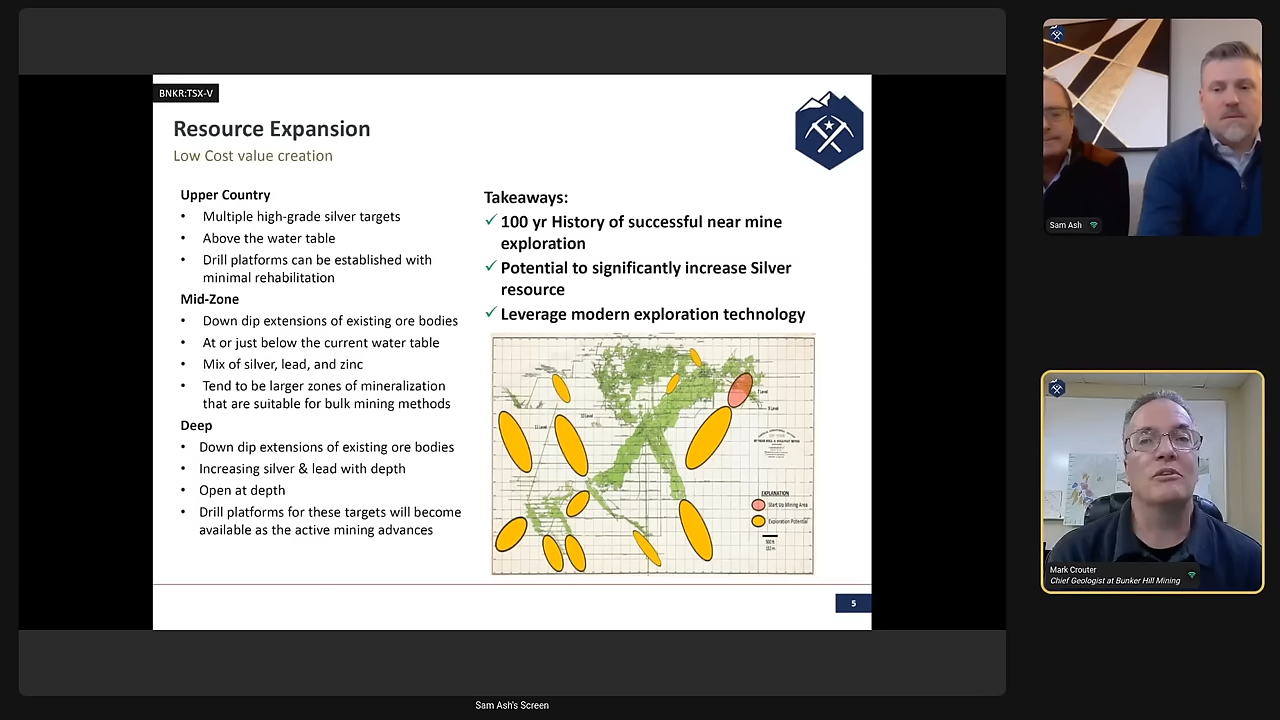 BNKR:TSX-V
Resource Expansion
Low Cost value creation
Upper Country
• Multiple high-grade silver targets
• Above the water table
• Drill platforms can be established with
minimal rehabilitation
Mid-Zone
• Down dip extensions of existing ore bodies
• At or just below the current water table
• Mix of silver, lead, and zinc
• Tend to be larger zones of mineralization
that are suitable for bulk mining methods
Deep
• Down dip extensions of existing ore bodies
• Increasing silver & lead with depth
• Open at depth
• Drill platforms for these targets will become
available as the active mining advances
Takeaways:
✓ 100 yr History of successful near mine
exploration
✓ Potential to significantly increase Silver
resource
✓ Leverage modern exploration technology
EXPLANATION
Start Up Mining Area
Exploration Potential
5
Sam Ash's Screen
Sam Ash
Mark Crouter
Chief Geologist at Bunker Hill Mining